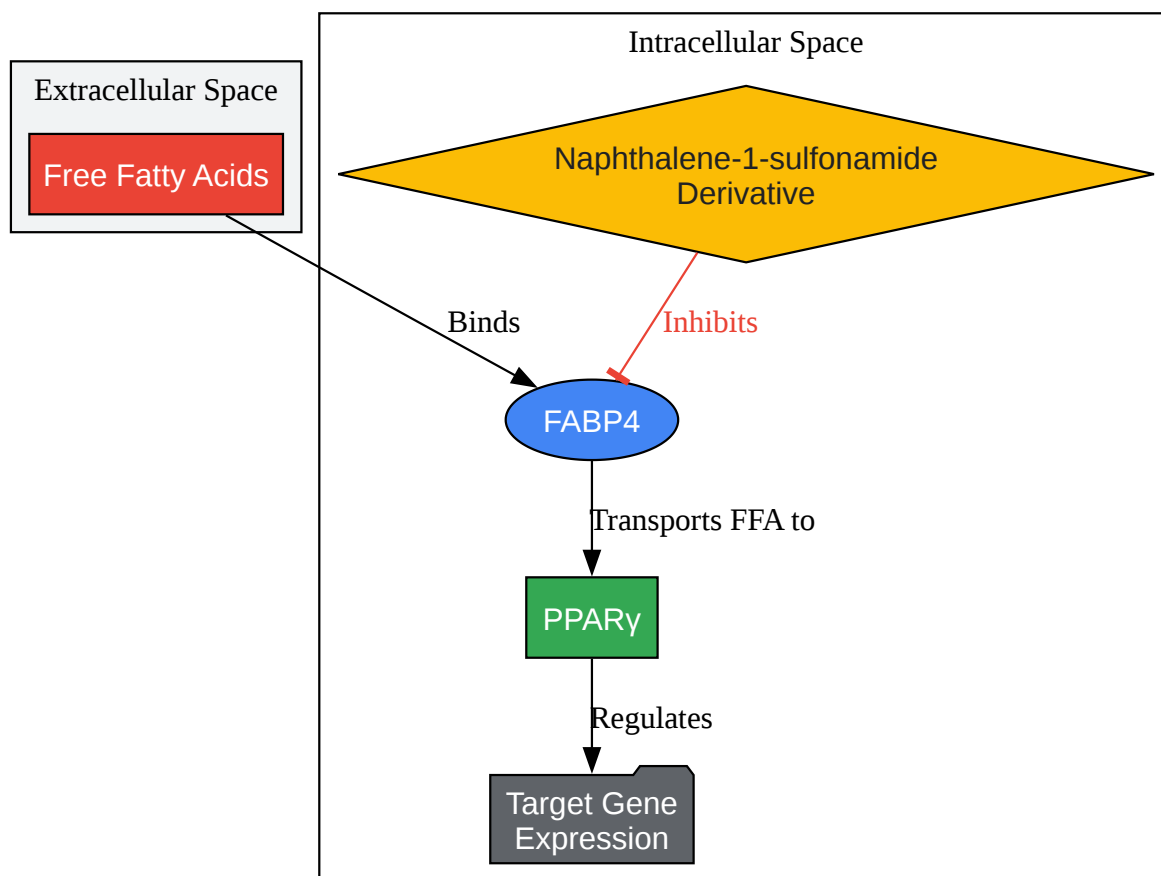 Intracellular Space
Extracellular Space
Free Fatty Acids
Naphthalene-1-sulfonamide
Derivative
Binds
Inhibits
FABP4
Transports FFA to
PPARγ
Regulates
Target Gene
Expression